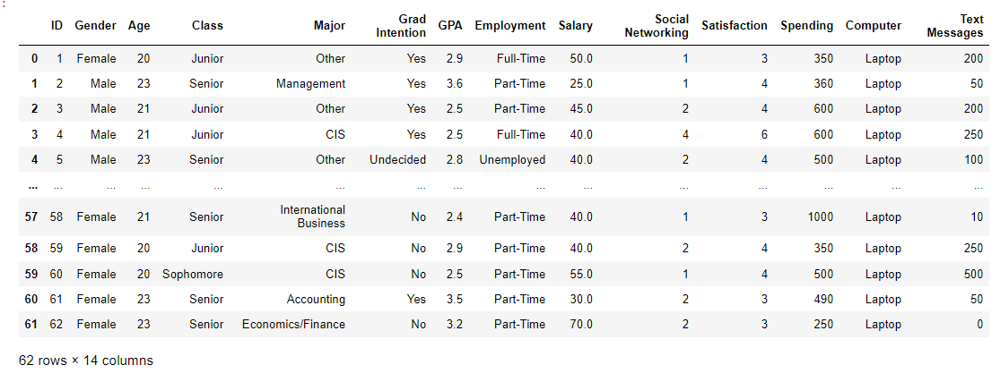 :
ID Gender Age Class Major Grad Intention GPA Employment Salary Social Networking Satisfaction Spending Computer Text Messages
0 1 Female 20 Junior Other Yes 2.9 Full-Time 50.0 1 3 350 Laptop 200
1 2 Male 23 Senior Management Yes 3.6 Part-Time 25.0 1 4 360 Laptop 50
2 3 Male 21 Junior Other Yes 2.5 Part-Time 45.0 2 4 600 Laptop 200
3 4 Male 21 Junior CIS Yes 2.5 Full-Time 40.0 4 6 600 Laptop 250
4 5 Male 23 Senior Other Undecided 2.8 Unemployed 40.0 2 4 500 Laptop 100
... ... ... ... ... ... ... ... ... ... ... ... ... ... ...
57 58 Female 21 Senior International Business No 2.4 Part-Time 40.0 1 3 1000 Laptop 10
58 59 Female 20 Junior CIS No 2.9 Part-Time 40.0 2 4 350 Laptop 250
59 60 Female 20 Sophomore CIS No 2.5 Part-Time 55.0 1 4 500 Laptop 500
60 61 Female 23 Senior Accounting Yes 3.5 Part-Time 30.0 2 3 490 Laptop 50
61 62 Female 23 Senior Economics/Finance No 3.2 Part-Time 70.0 2 3 250 Laptop 0
62 rows × 14 columns